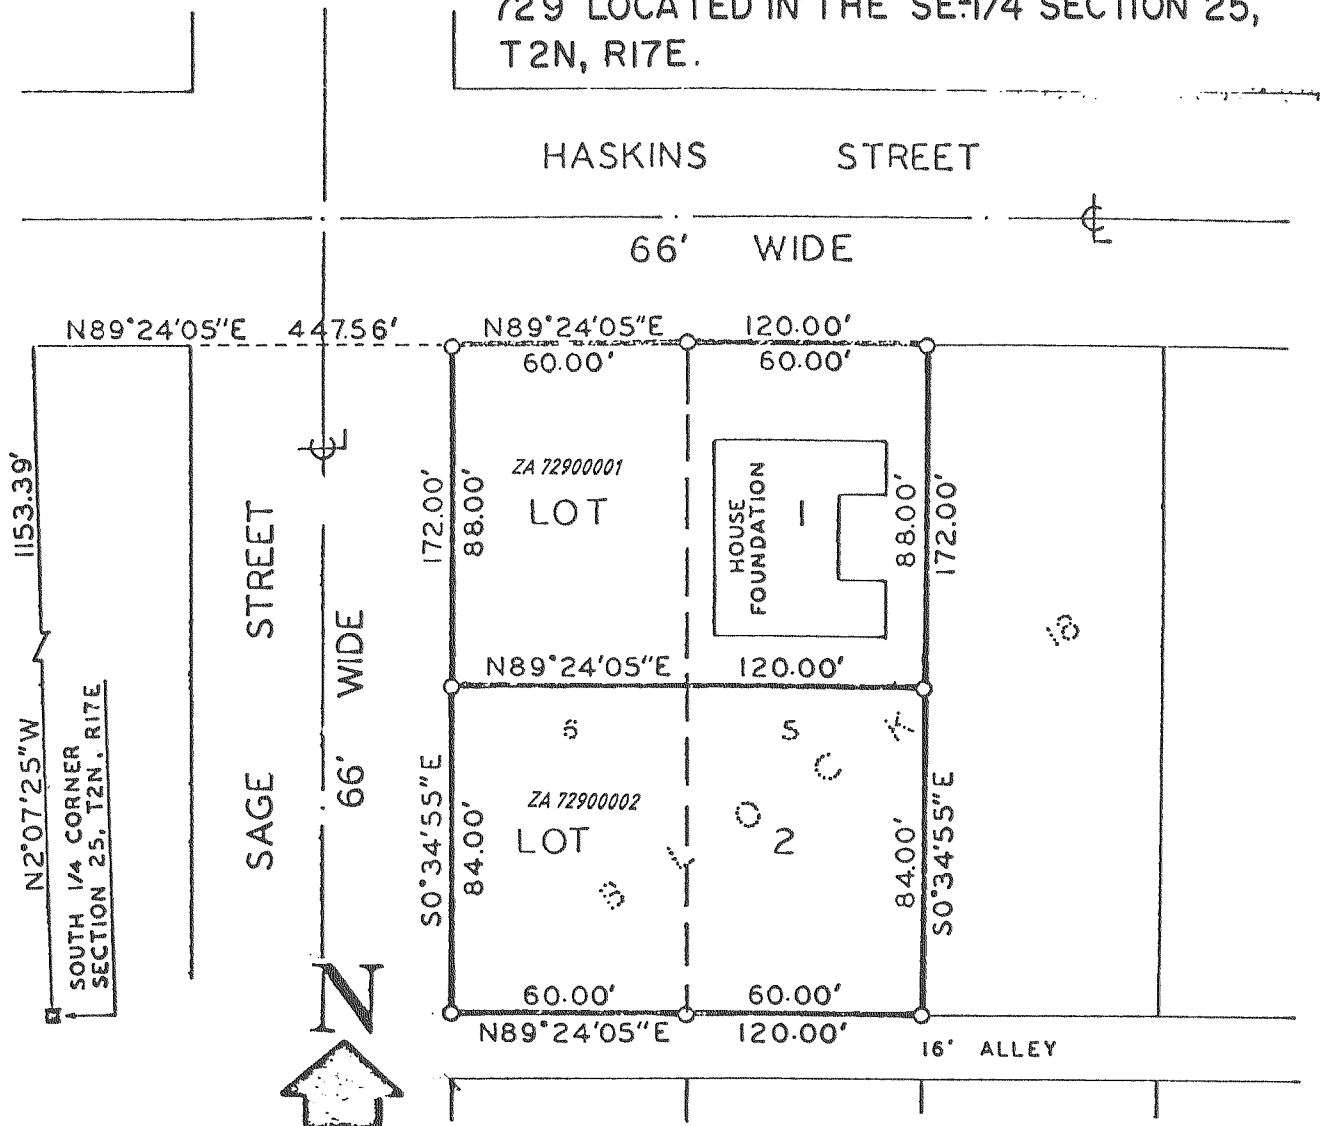 729 LOCATED IN THE SE-1/4 SECTION 25,
T2N, R17E.
HASKINS STREET
66' WIDE
N89°24'05"E 447.56'
N89°24'05"E 120.00'
60.00' 60.00'
1153.39'
N2°07'25"W
SOUTH 1/4 CORNER
SECTION 25, T2N, R17E
SAGE STREET
66' WIDE
172.00'
88.00'
ZA 72900001
LOT 1
HOUSE
FOUNDATION
88.00'
172.00'
18
N89°24'05"E 120.00'
6 5
S0°34'55"E
84.00'
ZA 72900002
LOT 2
B L O C K
84.00'
S0°34'55"E
60.00' 60.00'
N89°24'05"E 120.00'
16' ALLEY
N